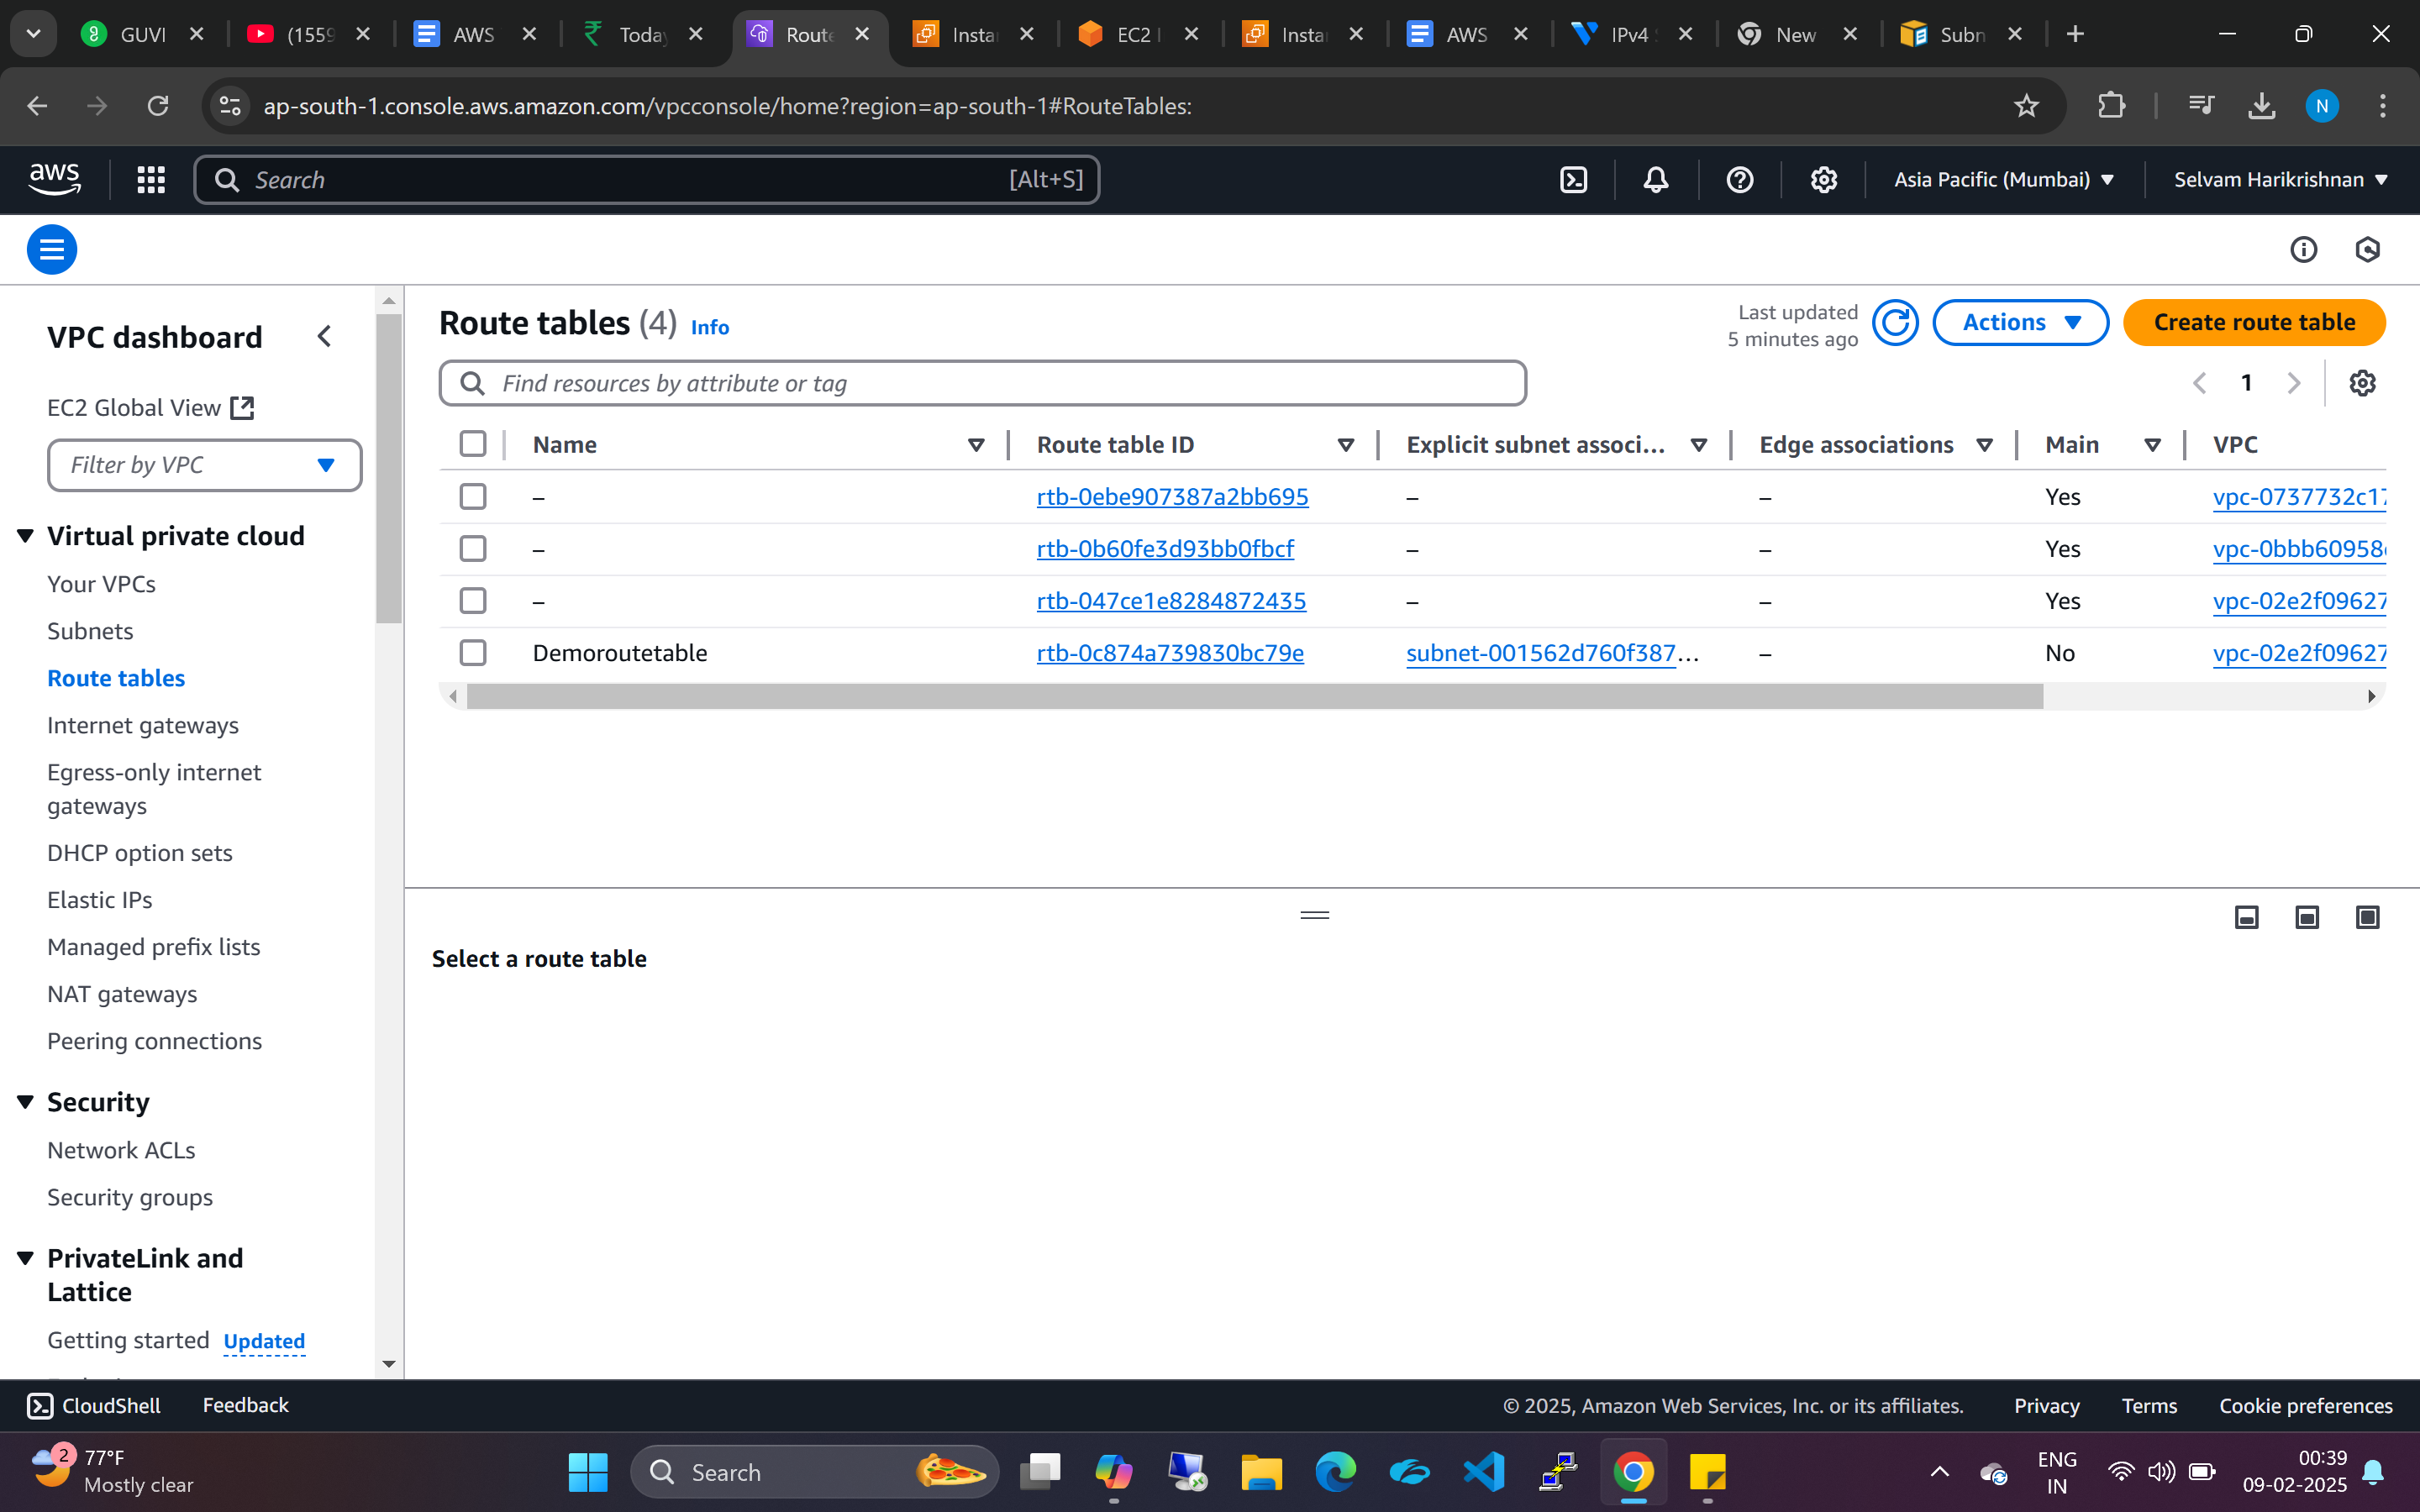 GUVI
(1559
AWS
Today
Route
Instan
EC2 I
Instan
AWS
IPv4 S
New
Subn
ap-south-1.console.aws.amazon.com/vpcconsole/home?region=ap-south-1#RouteTables:
N
aws
Search
[Alt+S]
Asia Pacific (Mumbai)
Selvam Harikrishnan
VPC dashboard
EC2 Global View
Filter by VPC
Virtual private cloud
Your VPCs
Subnets
Route tables
Internet gateways
Egress-only internet
gateways
DHCP option sets
Elastic IPs
Managed prefix lists
NAT gateways
Peering connections
Security
Network ACLs
Security groups
PrivateLink and
Lattice
Getting started Updated
Route tables (4) Info
Last updated
5 minutes ago
Actions
Create route table
Find resources by attribute or tag
1
Name Route table ID Explicit subnet associ... Edge associations Main VPC
– rtb-0ebe907387a2bb695 – – Yes vpc-0737732c17
– rtb-0b60fe3d93bb0fbcf – – Yes vpc-0bbb60958
– rtb-047ce1e8284872435 – – Yes vpc-02e2f09627
Demoroutetable rtb-0c874a739830bc79e subnet-001562d760f387... – No vpc-02e2f09627
Select a route table
CloudShell
Feedback
© 2025, Amazon Web Services, Inc. or its affiliates.
Privacy
Terms
Cookie preferences
2
77°F
Mostly clear
Search
ENG
IN
00:39
09-02-2025